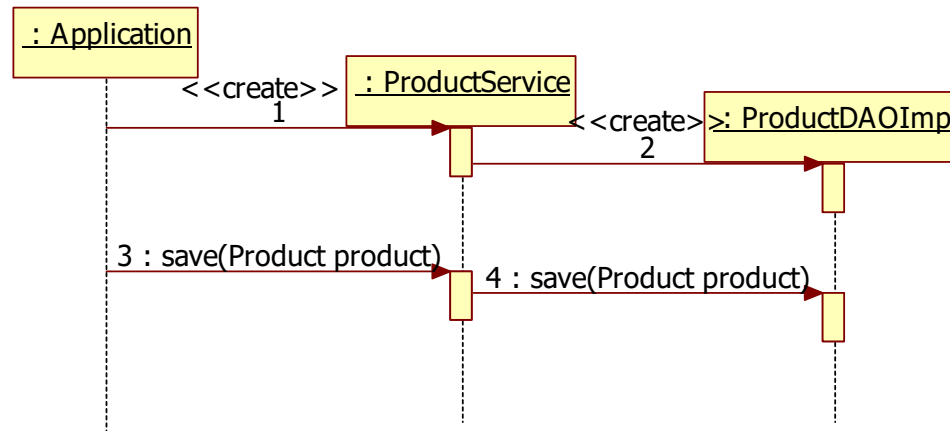 : Application
<<create>>
1
: ProductService
<<create>>
2
: ProductDAOImp
3 : save(Product product)
4 : save(Product product)